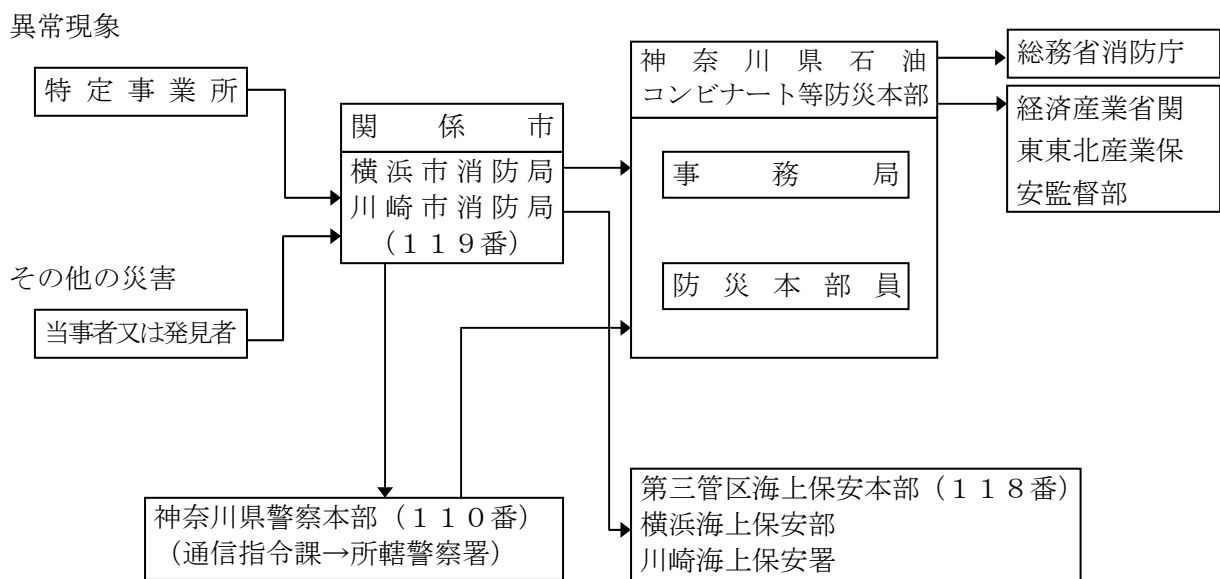 異常現象
特定事業所
関係市
横浜市消防局
川崎市消防局
（１１９番）
その他の災害
当事者又は発見者
神奈川県石油
コンビナート等防災本部
事務局
防災本部員
総務省消防庁
経済産業省関
東東北産業保
安監督部
神奈川県警察本部（１１０番）
（通信指令課→所轄警察署）
第三管区海上保安本部（１１８番）
横浜海上保安部
川崎海上保安署